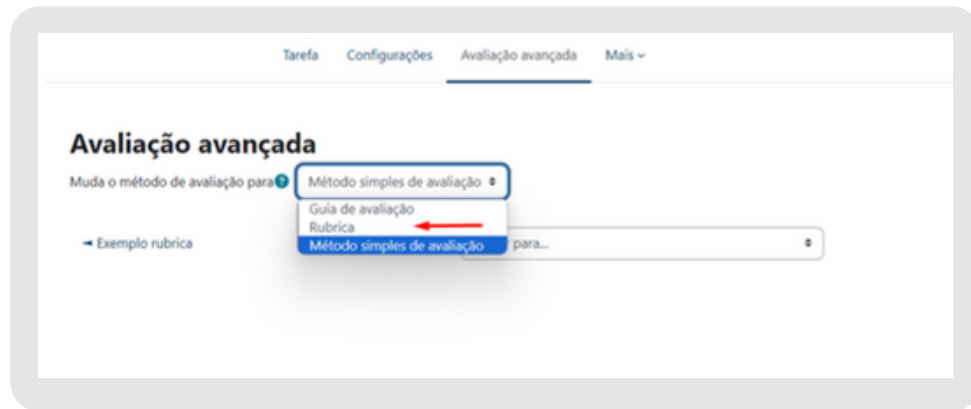 Tarefa Configurações Avaliação avançada Mais
Avaliação avançada
Muda o método de avaliação para ? Método simples de avaliação
Guia de avaliação
Rubrica
Método simples de avaliação
◄ Exemplo rubrica para...